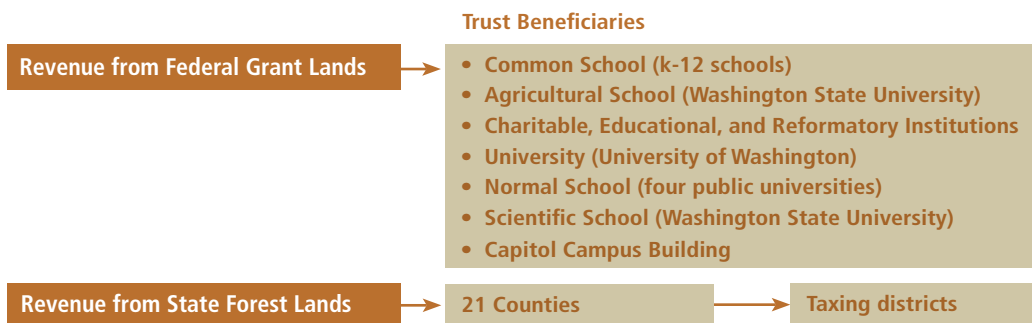 Trust Beneficiaries
Revenue from Federal Grant Lands
• Common School (k-12 schools)
• Agricultural School (Washington State University)
• Charitable, Educational, and Reformatory Institutions
• University (University of Washington)
• Normal School (four public universities)
• Scientific School (Washington State University)
• Capitol Campus Building
Revenue from State Forest Lands
21 Counties
Taxing districts